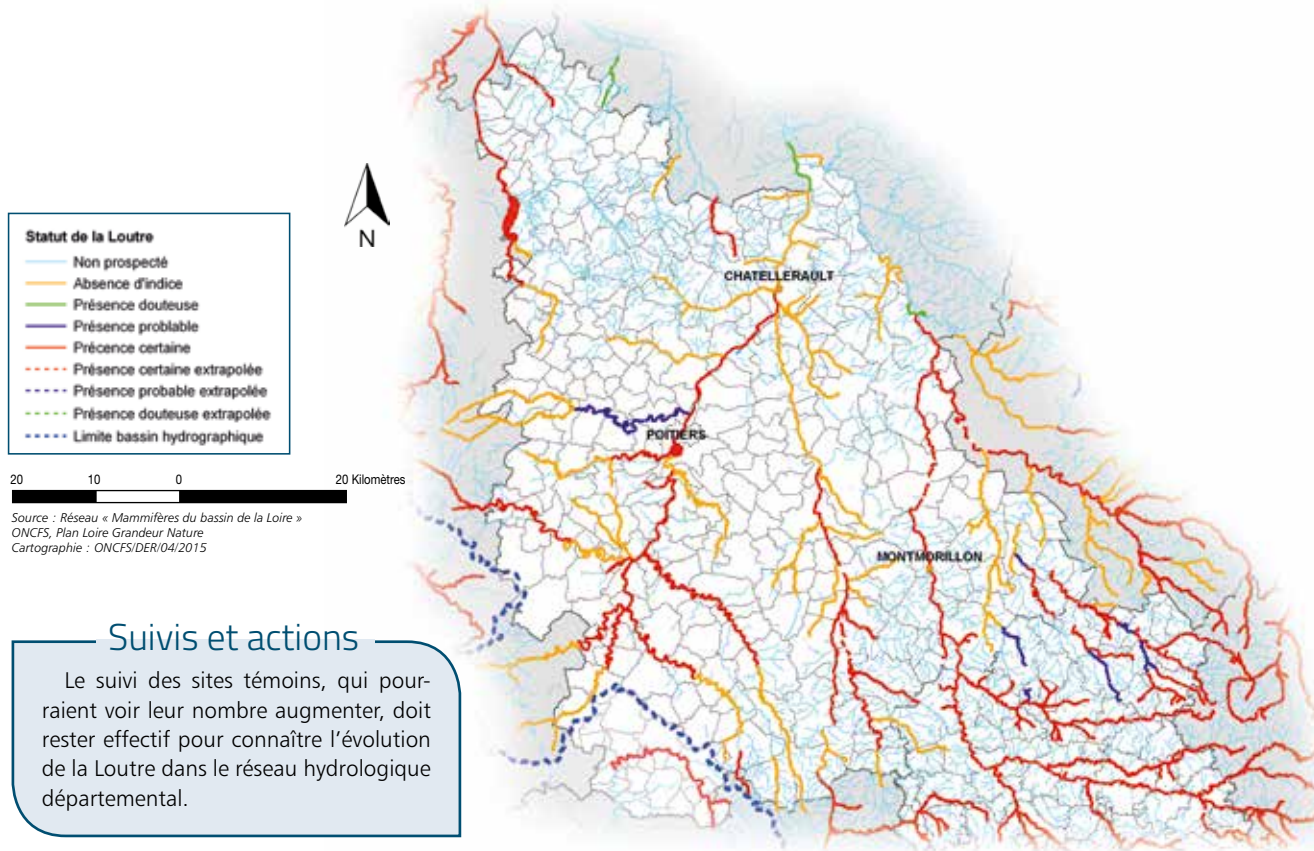 CHATELLERAULT
POITIERS
MONTMORILLON
N
Statut de la Loutre
Non prospecté
Absence d'indice
Présence douteuse
Présence problable
Précence certaine
Présence certaine extrapolée
Présence probable extrapolée
Présence douteuse extrapolée
Limite bassin hydrographique
20 10 0 20 Kilomètres
Source : Réseau « Mammifères du bassin de la Loire »
ONCFS, Plan Loire Grandeur Nature
Cartographie : ONCFS/DER/04/2015
Suivis et actions
Le suivi des sites témoins, qui pour-
raient voir leur nombre augmenter, doit
rester effectif pour connaître l'évolution
de la Loutre dans le réseau hydrologique
départemental.